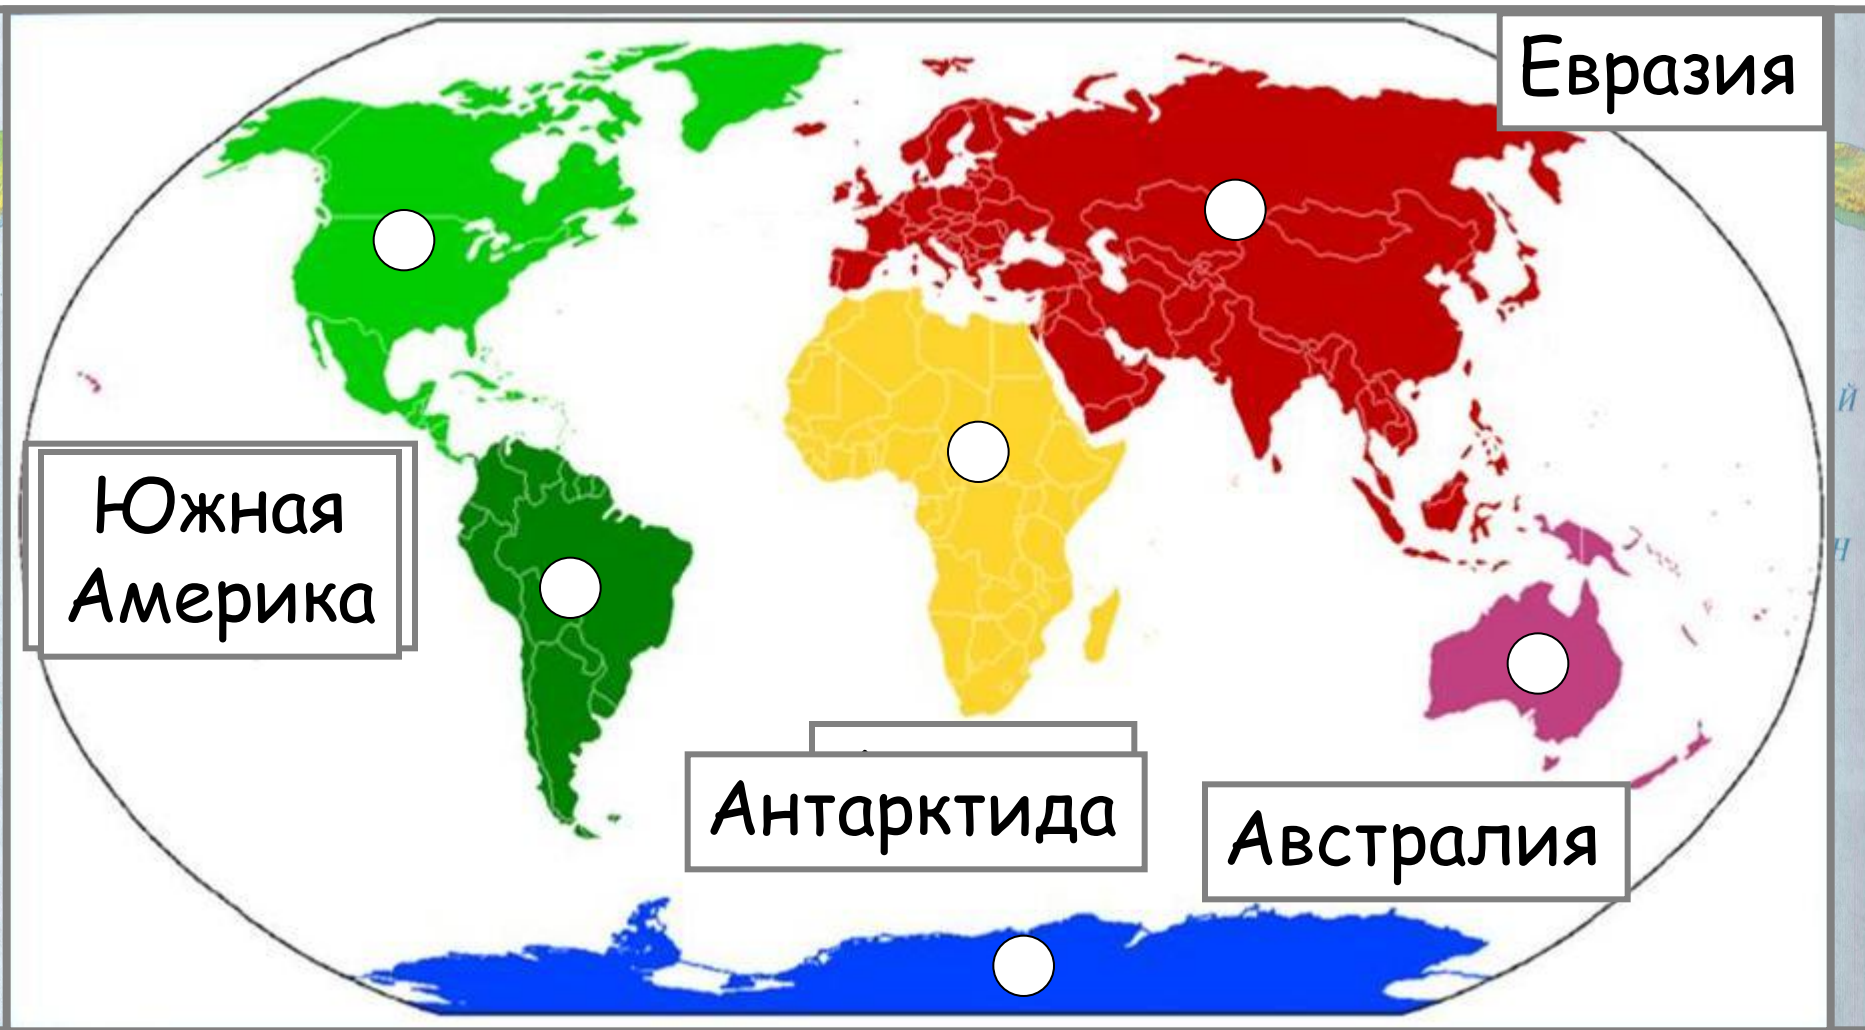 Евразия
Южная
Америка
Антарктида
Австралия
Й
Н